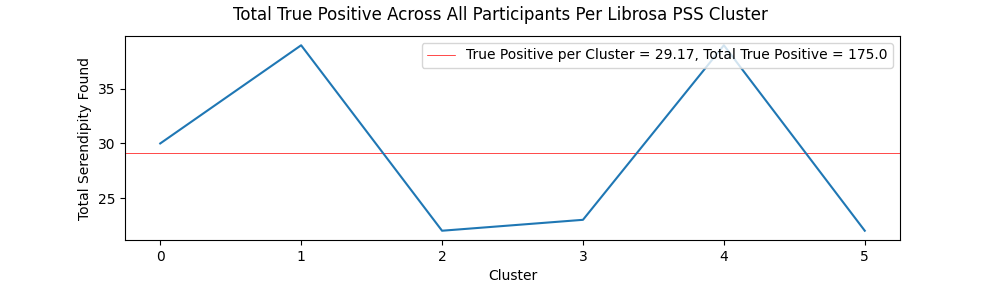 Total True Positive Across All Participants Per Librosa PSS Cluster
True Positive per Cluster = 29.17, Total True Positive = 175.0
Total Serendipity Found
35
30
25
0 1 2 3 4 5
Cluster